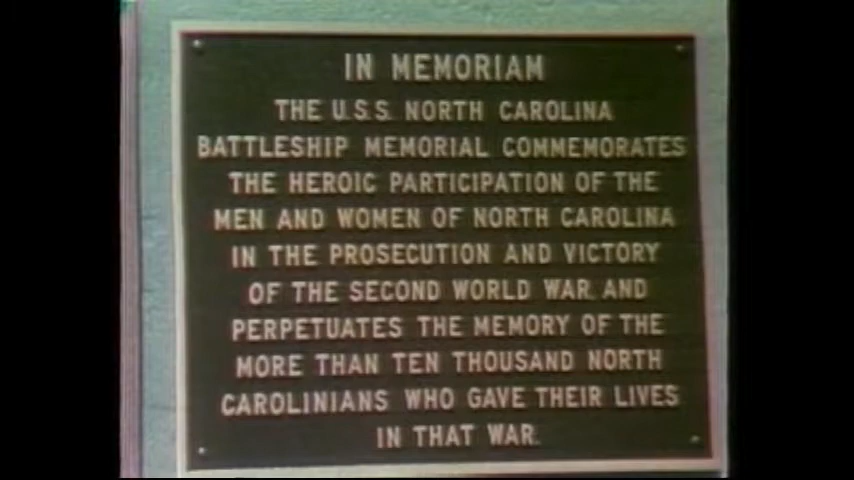 IN MEMORIAM
THE U.S.S. NORTH CAROLINA
BATTLESHIP MEMORIAL COMMEMORATES
THE HEROIC PARTICIPATION OF THE
MEN AND WOMEN OF NORTH CAROLINA
IN THE PROSECUTION AND VICTORY
OF THE SECOND WORLD WAR, AND
PERPETUATES THE MEMORY OF THE
MORE THAN TEN THOUSAND NORTH
CAROLINIANS WHO GAVE THEIR LIVES
IN THAT WAR.